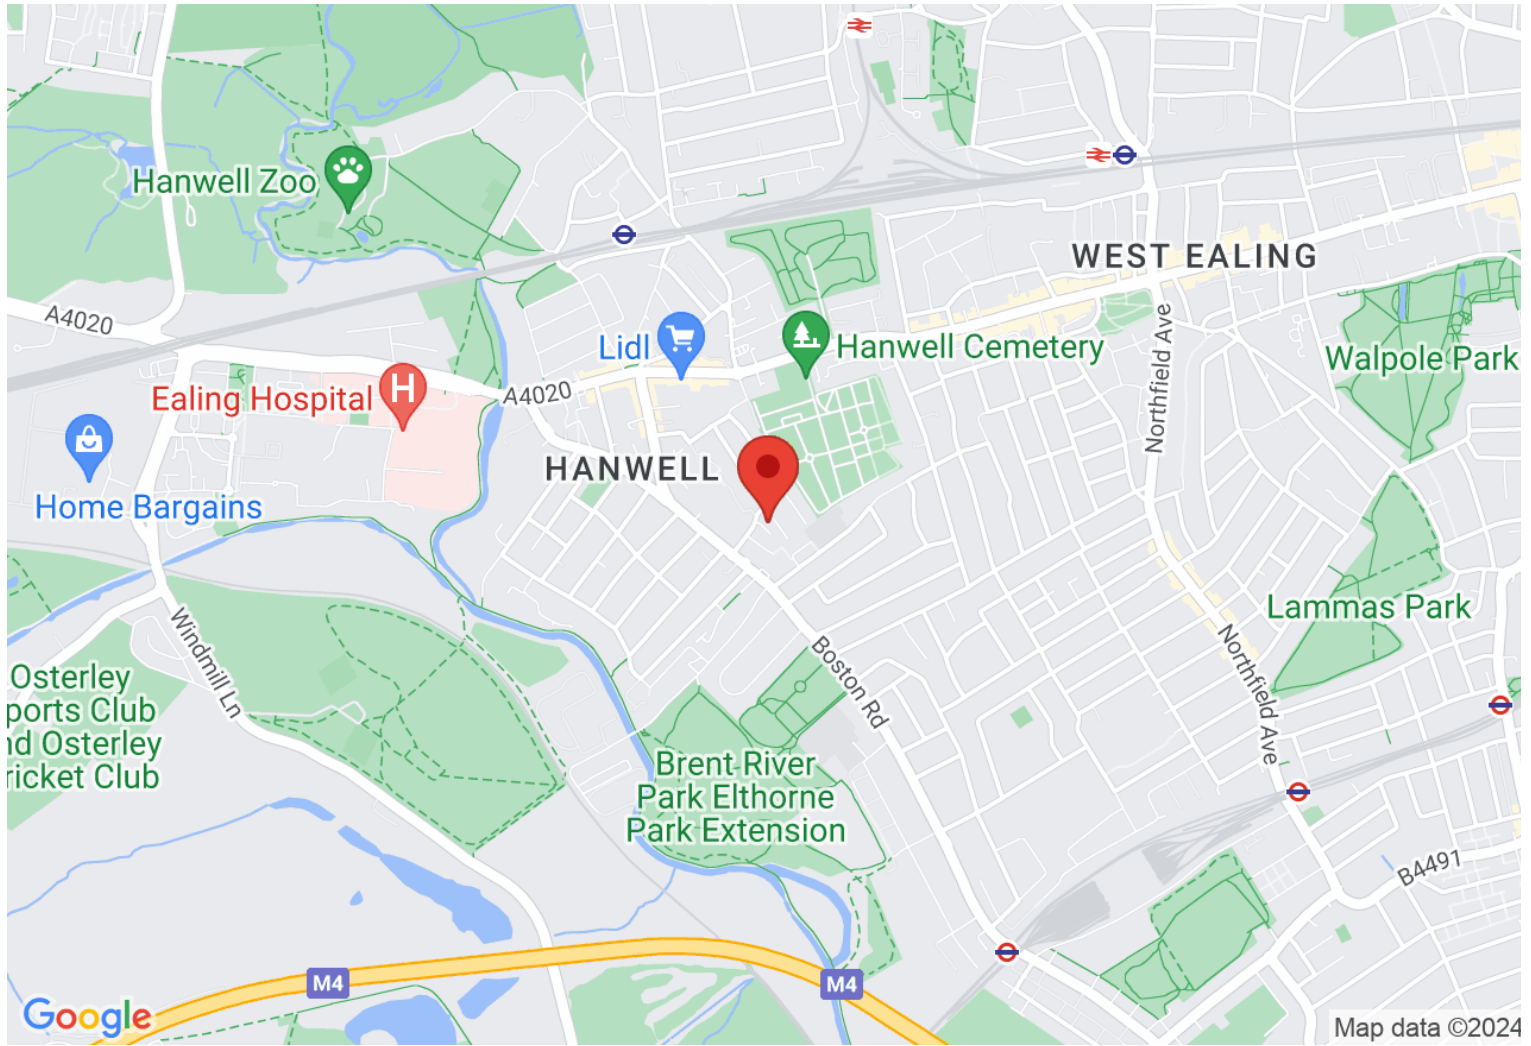 Hanwell Zoo
WEST EALING
A4020
Lidl
Hanwell Cemetery
Walpole Park
Northfield Ave
Ealing Hospital
H
A4020
HANWELL
Home Bargains
Lammas Park
Windmill Ln
Northfield Ave
Boston Rd
Osterley
ports Club
nd Osterley
ricket Club
Brent River
Park Elthorne
Park Extension
B4491
M4
M4
Google
Map data ©2024